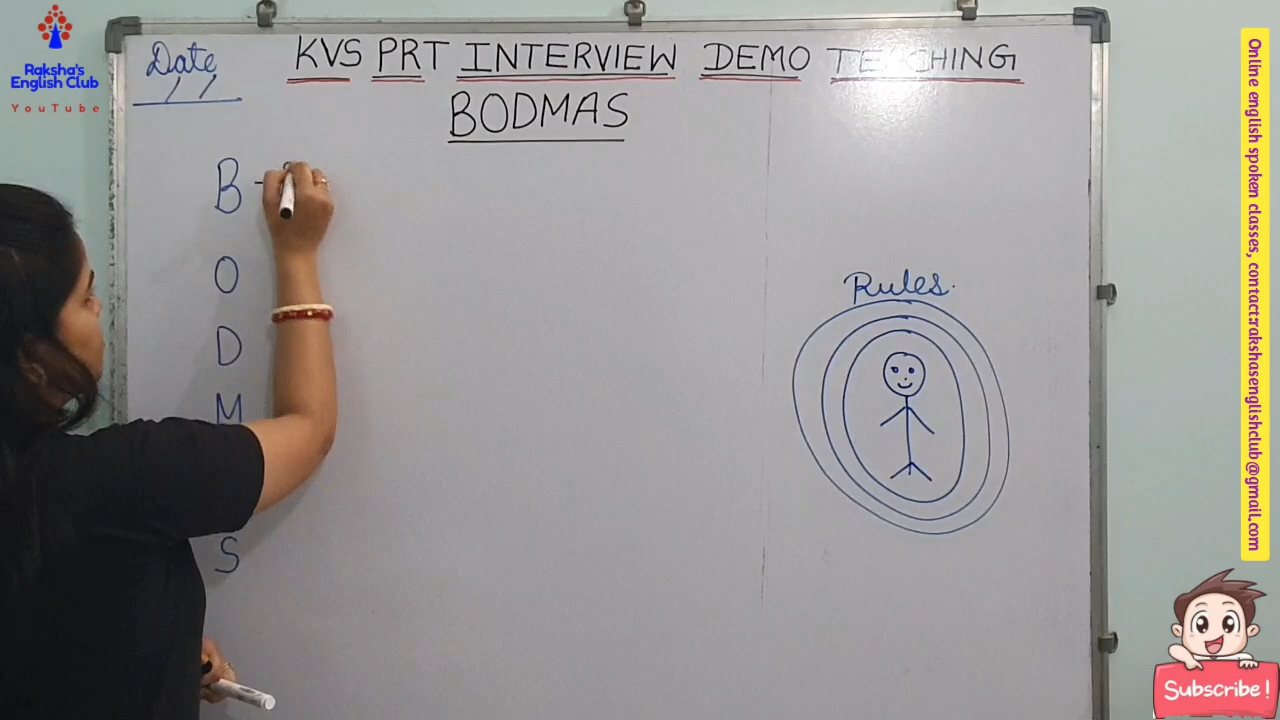 Raksha's
English Club
YouTube
Date
KVS PRT INTERVIEW DEMO
BODMAS
B -
O
D
M
S
Rules.
Online english spoken classes, contact:rakshasenglishclub@gmail.com
Subscribe!